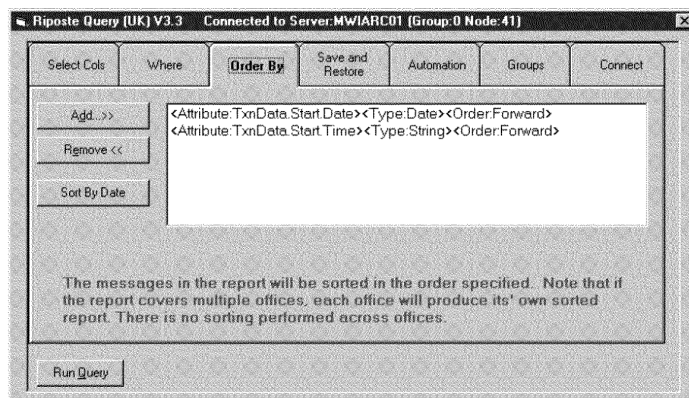 Riposte Query (UK) V3.3 Connected to Server:MWIARC01 (Group:0 Node:41)
Select Cols Where Order By Save and Restore Automation Groups Connect
Add...>>
Remove <<
Sort By Date
<Attribute:TxnData.Start.Date><Type:Date><Order:Forward>
<Attribute:TxnData.Start.Time><Type:String><Order:Forward>
The messages in the report will be sorted in the order specified. Note that if
the report covers multiple offices, each office will produce its' own sorted
report. There is no sorting performed across offices.
Run Query